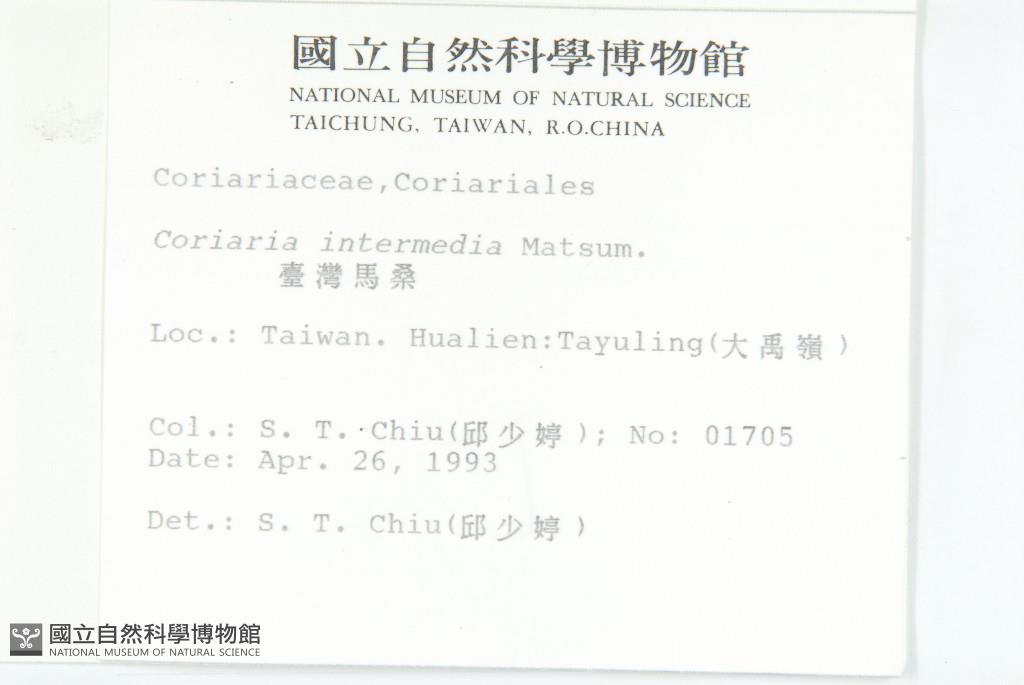 國立自然科學博物館
NATIONAL MUSEUM OF NATURAL SCIENCE
TAICHUNG, TAIWAN, R.O.CHINA
Coriariaceae,Coriariales
Coriaria intermedia Matsum.
臺灣馬桑
Loc.: Taiwan. Hualien:Tayuling(大禹嶺)
Col.: S. T. Chiu(邱少婷); No: 01705
Date: Apr. 26, 1993
Det.: S. T. Chiu(邱少婷)
國立自然科學博物館
NATIONAL MUSEUM OF NATURAL SCIENCE